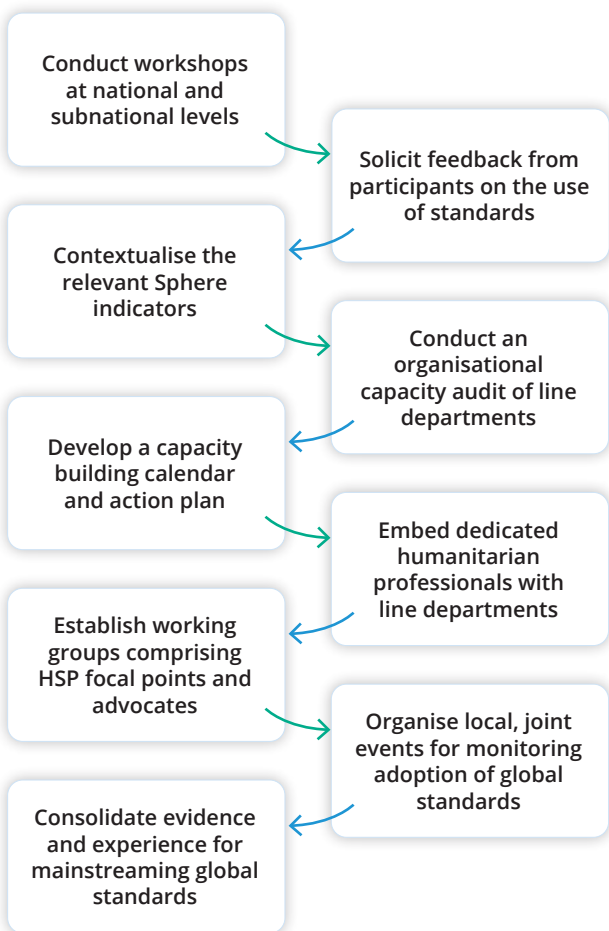 Conduct workshops
at national and
subnational levels
Solicit feedback from
participants on the use
of standards
Contextualise the
relevant Sphere
indicators
Conduct an
organisational
capacity audit of line
departments
Develop a capacity
building calendar
and action plan
Embed dedicated
humanitarian
professionals with
line departments
Establish working
groups comprising
HSP focal points and
advocates
Organise local, joint
events for monitoring
adoption of global
standards
Consolidate evidence
and experience for
mainstreaming global
standards